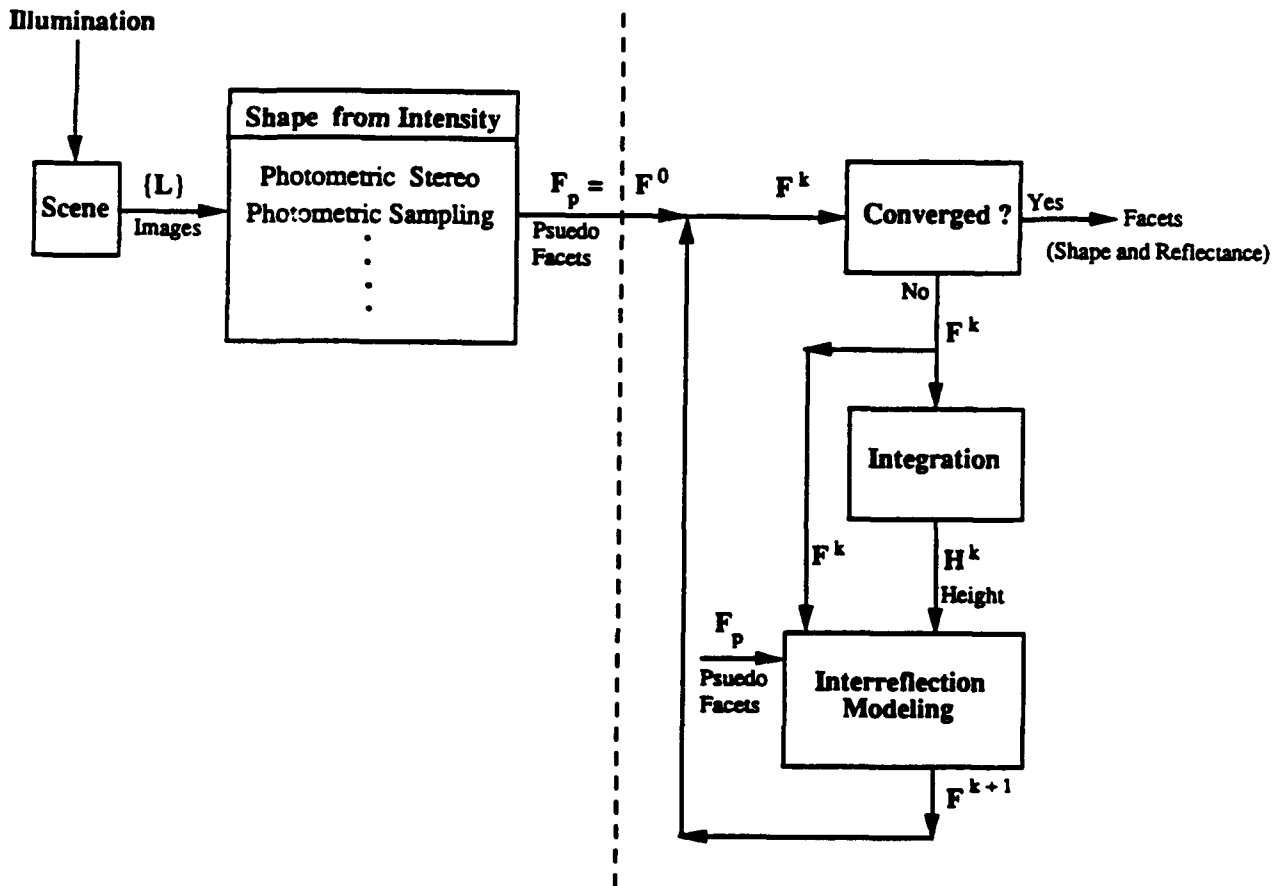 Illumination
Scene
{L}
Images
Shape from Intensity
Photometric Stereo
Photometric Sampling
F_p = F^0
Psuedo
Facets
F^k
Converged ?
Yes
Facets
(Shape and Reflectance)
No
F^k
Integration
F^k
H^k
Height
F_p
Psuedo
Facets
Interreflection
Modeling
F^{k + 1}